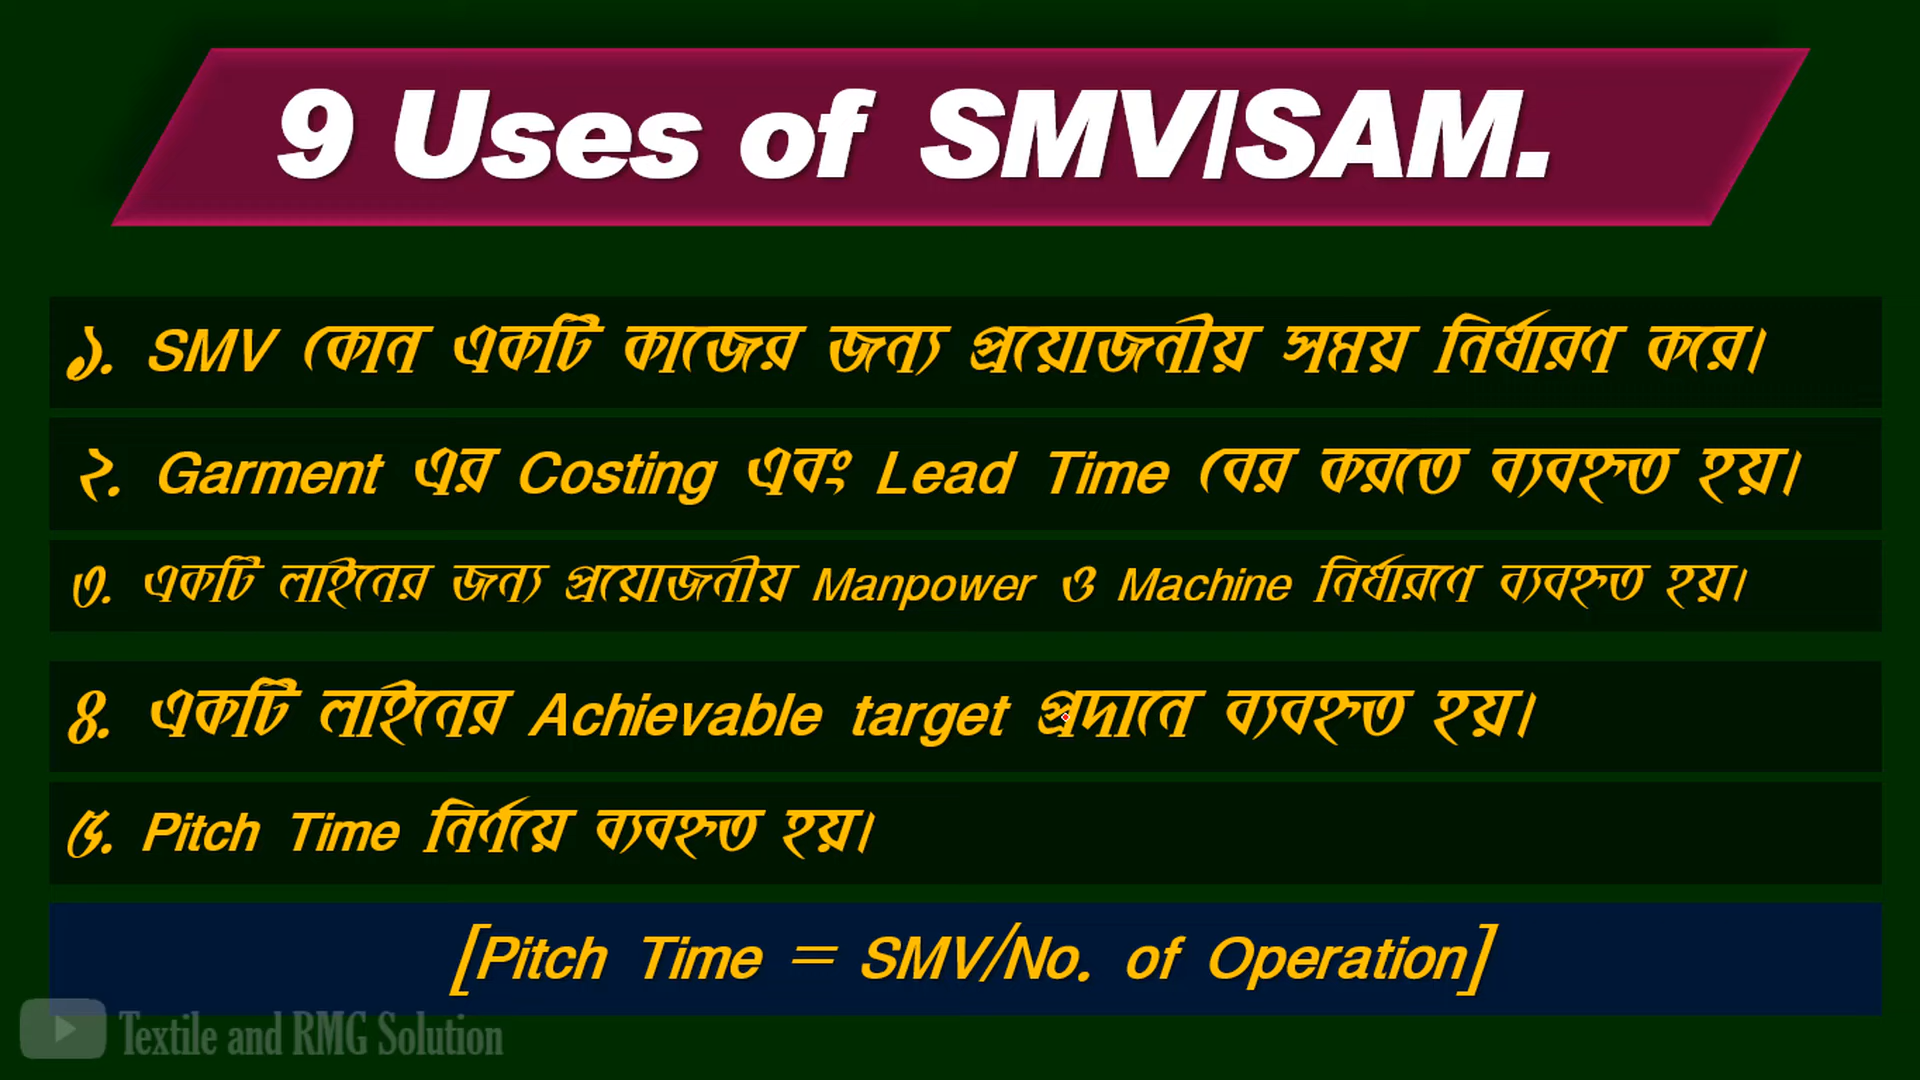 9 Uses of SMV/SAM.
১. SMV কোন একটি কাজের জন্য প্রয়োজনীয় সময় নির্ধারণ করে।
২. Garment এর Costing এবং Lead Time বের করতে ব্যবহৃত হয়।
৩. একটি লাইনের জন্য প্রয়োজনীয় Manpower ও Machine নির্ধারণে ব্যবহৃত হয়।
৪. একটি লাইনের Achievable target প্রদানে ব্যবহৃত হয়।
৫. Pitch Time নির্ণয়ে ব্যবহৃত হয়।
[Pitch Time = SMV/No. of Operation]
Textile and RMG Solution